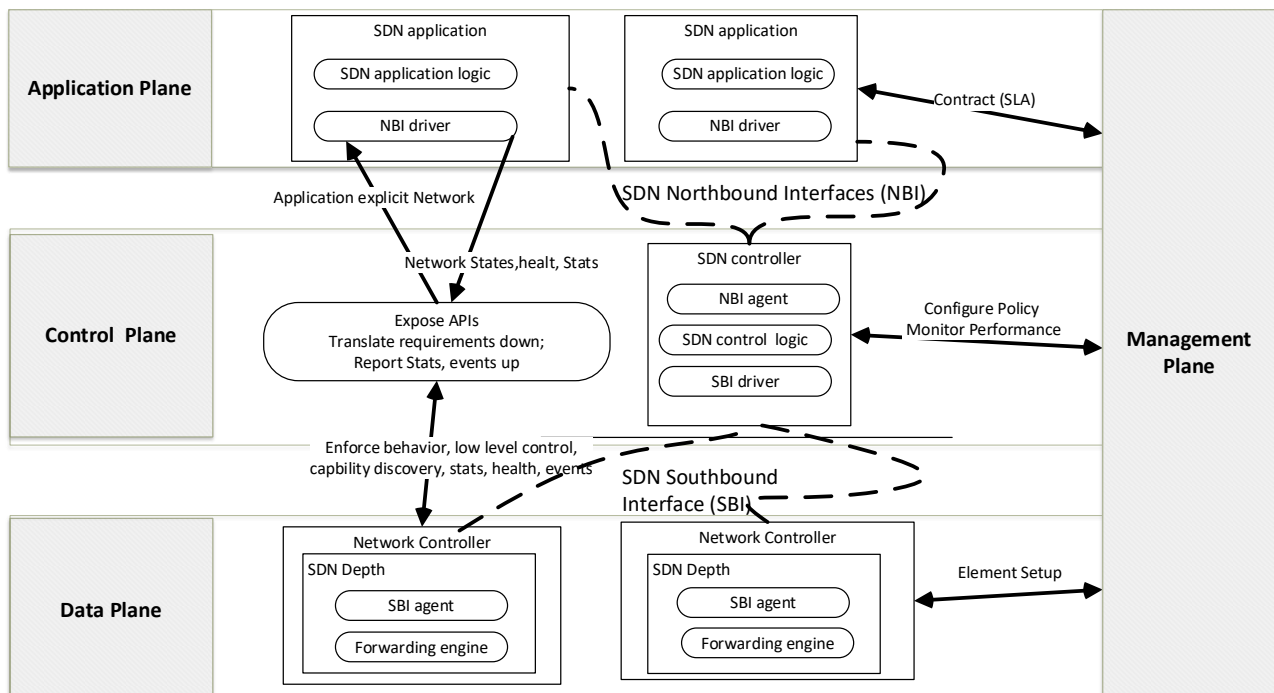 SDN application
SDN application logic
NBI driver
SDN application
SDN application logic
NBI driver
Application Plane
Contract (SLA)
Application explicit Network
SDN Northbound Interfaces (NBI)
Network States,healt, Stats
Control Plane
Expose APIs
Translate requirements down;
Report Stats, events up
SDN controller
NBI agent
SDN control logic
SBI driver
Configure Policy
Monitor Performance
Management
Plane
Enforce behavior, low level control,
capbility discovery, stats, health, events
SDN Southbound
Interface (SBI)
Data Plane
Network Controller
SDN Depth
SBI agent
Forwarding engine
Network Controller
SDN Depth
SBI agent
Forwarding engine
Element Setup